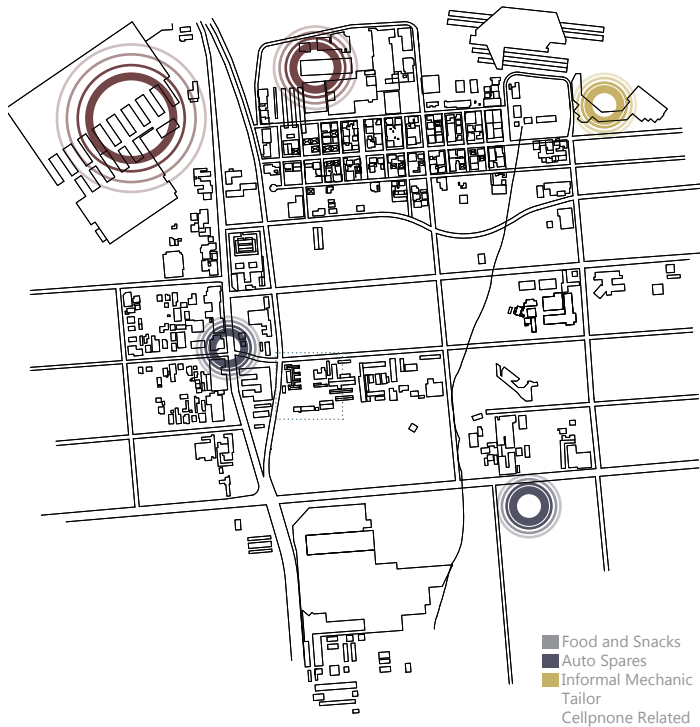 Food and Snacks
Auto Spares
Informal Mechanic
Tailor
Cellpnone Related